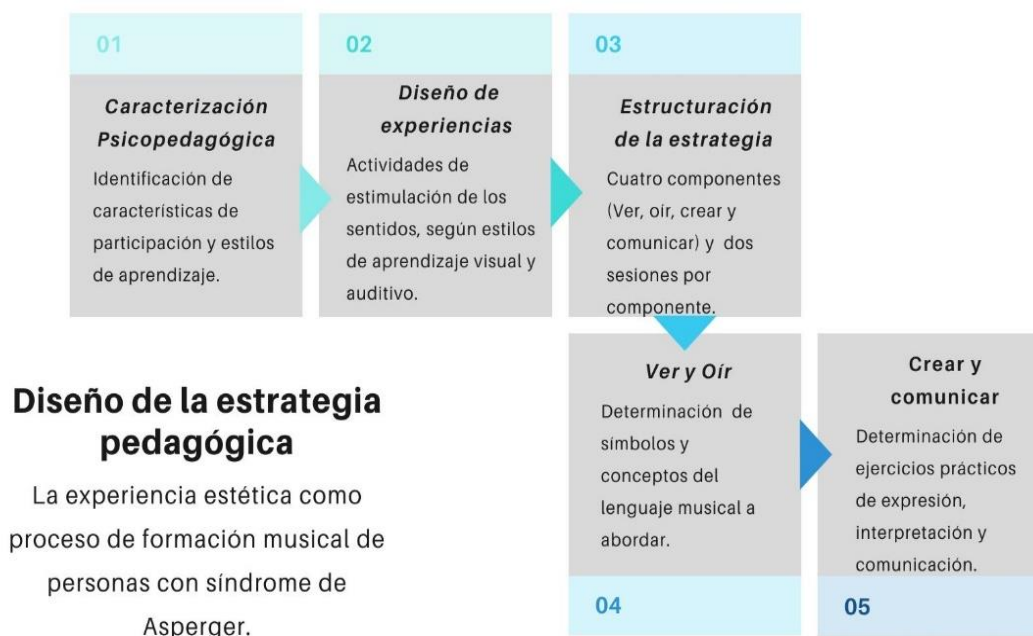 01
Caracterización
Psicopedagógica
Identificación de
características de
participación y estilos
de aprendizaje.
02
Diseño de
experiencias
Actividades de
estimulación de los
sentidos, según estilos
de aprendizaje visual y
auditivo.
03
Estructuración
de la estrategia
Cuatro componentes
(Ver, oír, crear y
comunicar) y dos
sesiones por
componente.
Ver y Oír
Determinación de
símbolos y
conceptos del
lenguaje musical a
abordar.
04
Crear y
comunicar
Determinación de
ejercicios prácticos
de expresión,
interpretación y
comunicación.
05
Diseño de la estrategia
pedagógica
La experiencia estética como
proceso de formación musical de
personas con síndrome de
Asperger.